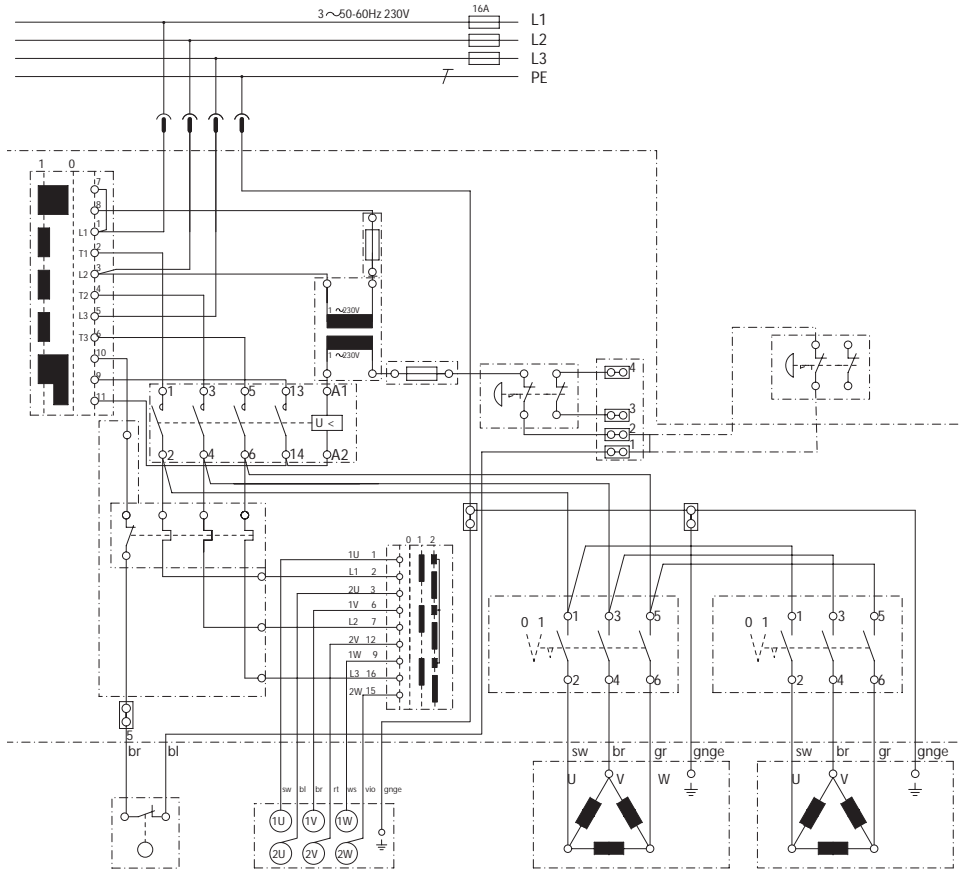 3 ~50-60Hz 230V
16A
L1
L2
L3
PE
1 0
7
8
1
L1
2
T1
3
L2
4
T2
5
L3
6
T3
10
9
11
1 ~230V
1 ~230V
1 3 5 13 A1
U <
2 4 6 14 A2
4
3
2
1
0 1 2
1U 1
L1 2
2U 3
1V 6
L2 7
2V 12
1W 9
L3 16
2W 15
0 1 1 3 5
2 4 6
0 1 1 3 5
2 4 6
5
br bl
sw bl br rt ws vio gnge
1U 1V 1W
2U 2V 2W
sw br gr gnge
U V W
sw br gr gnge
U V